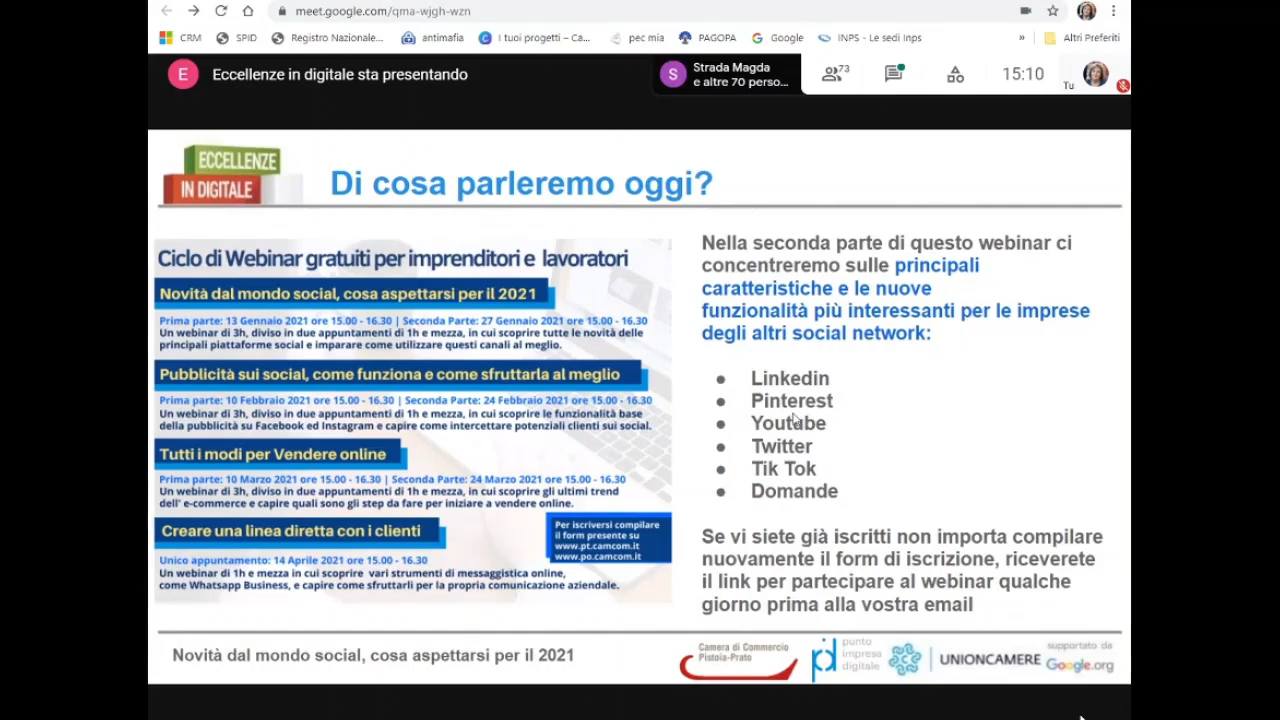 meet.google.com/qma-wjgh-wzn
CRM
SPID
Registro Nazionale...
antimafia
I tuoi progetti – Ca...
pec mia
PAGOPA
Google
INPS - Le sedi Inps
»
Altri Preferiti
E
Eccellenze in digitale sta presentando
S
Strada Magda
e altre 70 perso...
73
15:10
Tu
ECCELLENZE
IN DIGITALE
Di cosa parleremo oggi?
Ciclo di Webinar gratuiti per imprenditori e lavoratori
Novità dal mondo social, cosa aspettarsi per il 2021
Prima parte: 13 Gennaio 2021 ore 15.00 - 16.30 | Seconda Parte: 27 Gennaio 2021 ore 15.00 - 16.30
Un webinar di 3h, diviso in due appuntamenti di 1h e mezza, in cui scoprire tutte le novità delle
principali piattaforme social e imparare come utilizzare questi canali al meglio.
Pubblicità sui social, come funziona e come sfruttarla al meglio
Prima parte: 10 Febbraio 2021 ore 15.00 - 16.30 | Seconda Parte: 24 Febbraio 2021 ore 15.00 - 16.30
Un webinar di 3h, diviso in due appuntamenti di 1h e mezza, in cui scoprire le funzionalità base
della pubblicità su Facebook ed Instagram e capire come intercettare potenziali clienti sui social.
Tutti i modi per Vendere online
Prima parte: 10 Marzo 2021 ore 15.00 - 16.30 | Seconda Parte: 24 Marzo 2021 ore 15.00 - 16.30
Un webinar di 3h, diviso in due appuntamenti di 1h e mezza, in cui scoprire gli ultimi trend
dell' e-commerce e capire quali sono gli step da fare per iniziare a vendere online.
Creare una linea diretta con i clienti
Unico appuntamento: 14 Aprile 2021 ore 15.00 - 16.30
Un webinar di 1h e mezza in cui scoprire vari strumenti di messaggistica online,
come Whatsapp Business, e capire come sfruttarli per la propria comunicazione aziendale.
Per iscriversi compilare
il form presente su
www.pt.camcom.it
www.po.camcom.it
Nella seconda parte di questo webinar ci
concentreremo sulle principali
caratteristiche e le nuove
funzionalità più interessanti per le imprese
degli altri social network:
● Linkedin
● Pinterest
● Youtube
● Twitter
● Tik Tok
● Domande
Se vi siete già iscritti non importa compilare
nuovamente il form di iscrizione, riceverete
il link per partecipare al webinar qualche
giorno prima alla vostra email
Novità dal mondo social, cosa aspettarsi per il 2021
Camera di Commercio
Pistoia-Prato
pid
punto
impresa
digitale
UNIONCAMERE
supportato da
Google.org